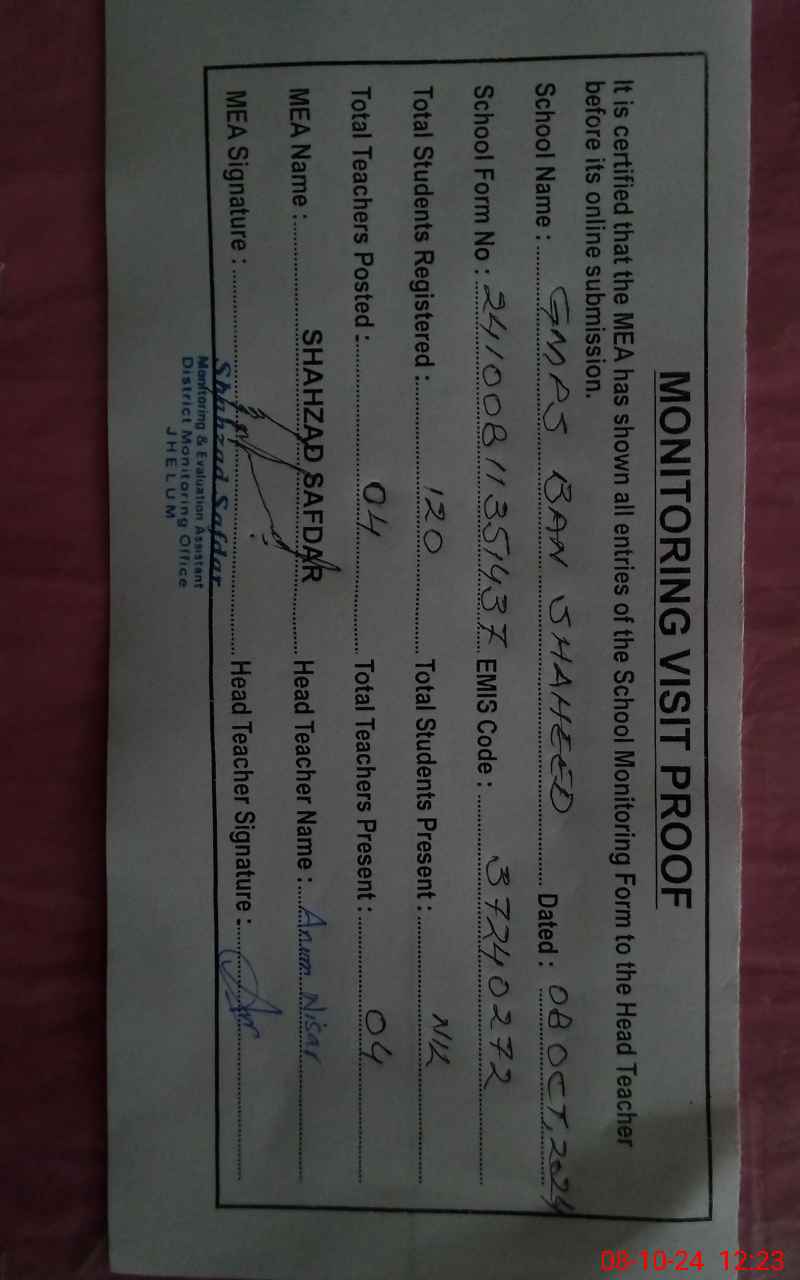 MONITORING VISIT PROOF
It is certified that the MEA has shown all entries of the School Monitoring Form to the Head Teacher
before its online submission.
School Name : GMPS BAN SHAHEED Dated : 08 OCT, 2024
School Form No : 24100811351437 EMIS Code : 37240272
Total Students Registered : 120 Total Students Present :
Total Teachers Posted : 04 Total Teachers Present : 04
MEA Name : SHAHZAD SAFDAR Head Teacher Name : Anum Nisar
MEA Signature : Head Teacher Signature :
Shahzad Safdar
Monitoring & Evaluation Assistant
District Monitoring Office
JHELUM
08-10-24 12:23